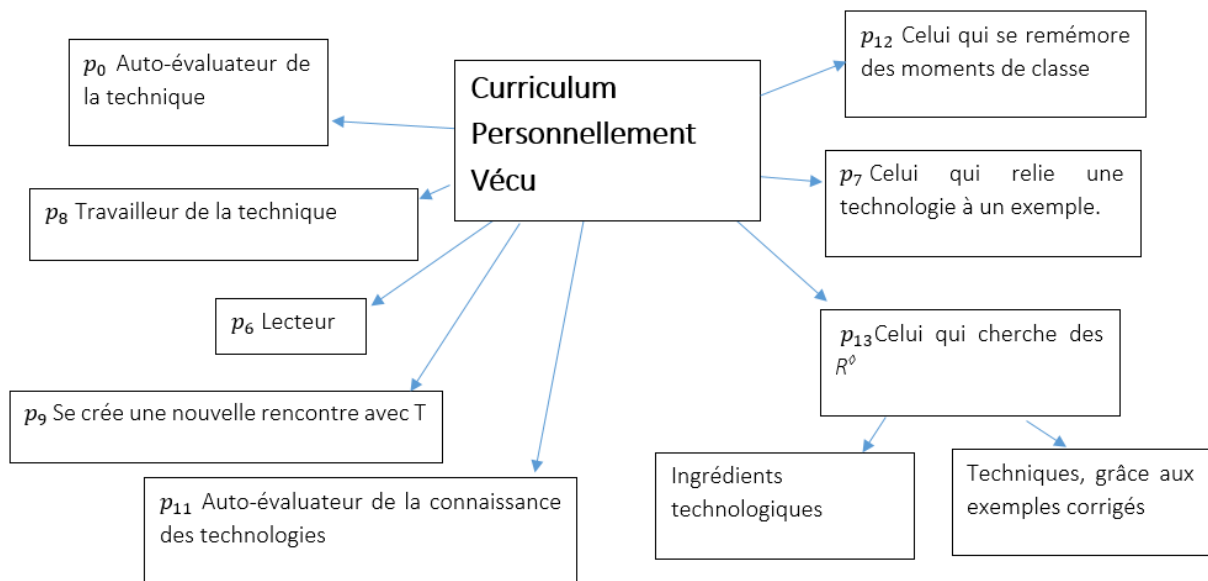 p₀ Auto-évaluateur de
la technique
Curriculum
Personnellement
Vécu
p₁₂ Celui qui se remémore
des moments de classe
p₇ Celui qui relie une
technologie à un exemple.
p₈ Travailleur de la technique
p₆ Lecteur
p₁₃Celui qui cherche des
R◊
p₉ Se crée une nouvelle rencontre avec T
p₁₁ Auto-évaluateur de la connaissance
des technologies
Ingrédients
technologiques
Techniques, grâce aux
exemples corrigés